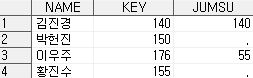 NAME KEY JUMSU
1 김진경 140 140
2 박현진 150 .
3 이우주 176 55
4 황진수 155 .